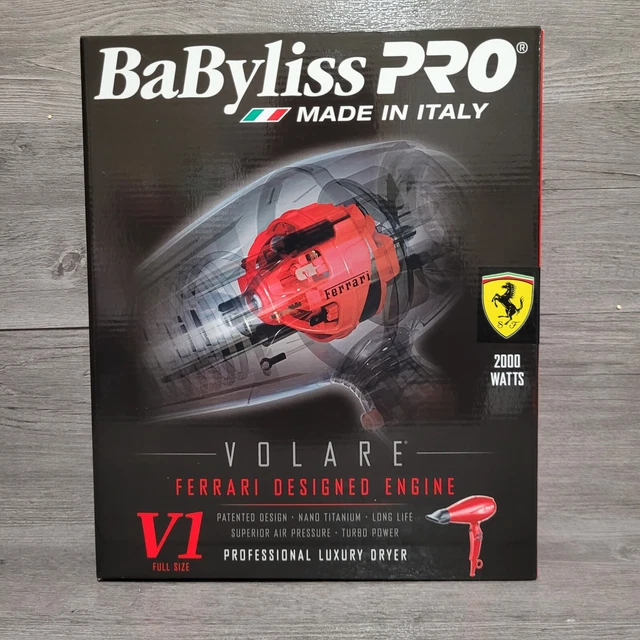 BaByliss PRO®
MADE IN ITALY
Ferrari
S F
2000
WATTS
VOLARE®
FERRARI DESIGNED ENGINE
V1
FULL SIZE
PATENTED DESIGN · NANO TITANIUM · LONG LIFE
SUPERIOR AIR PRESSURE · TURBO POWER
PROFESSIONAL LUXURY DRYER